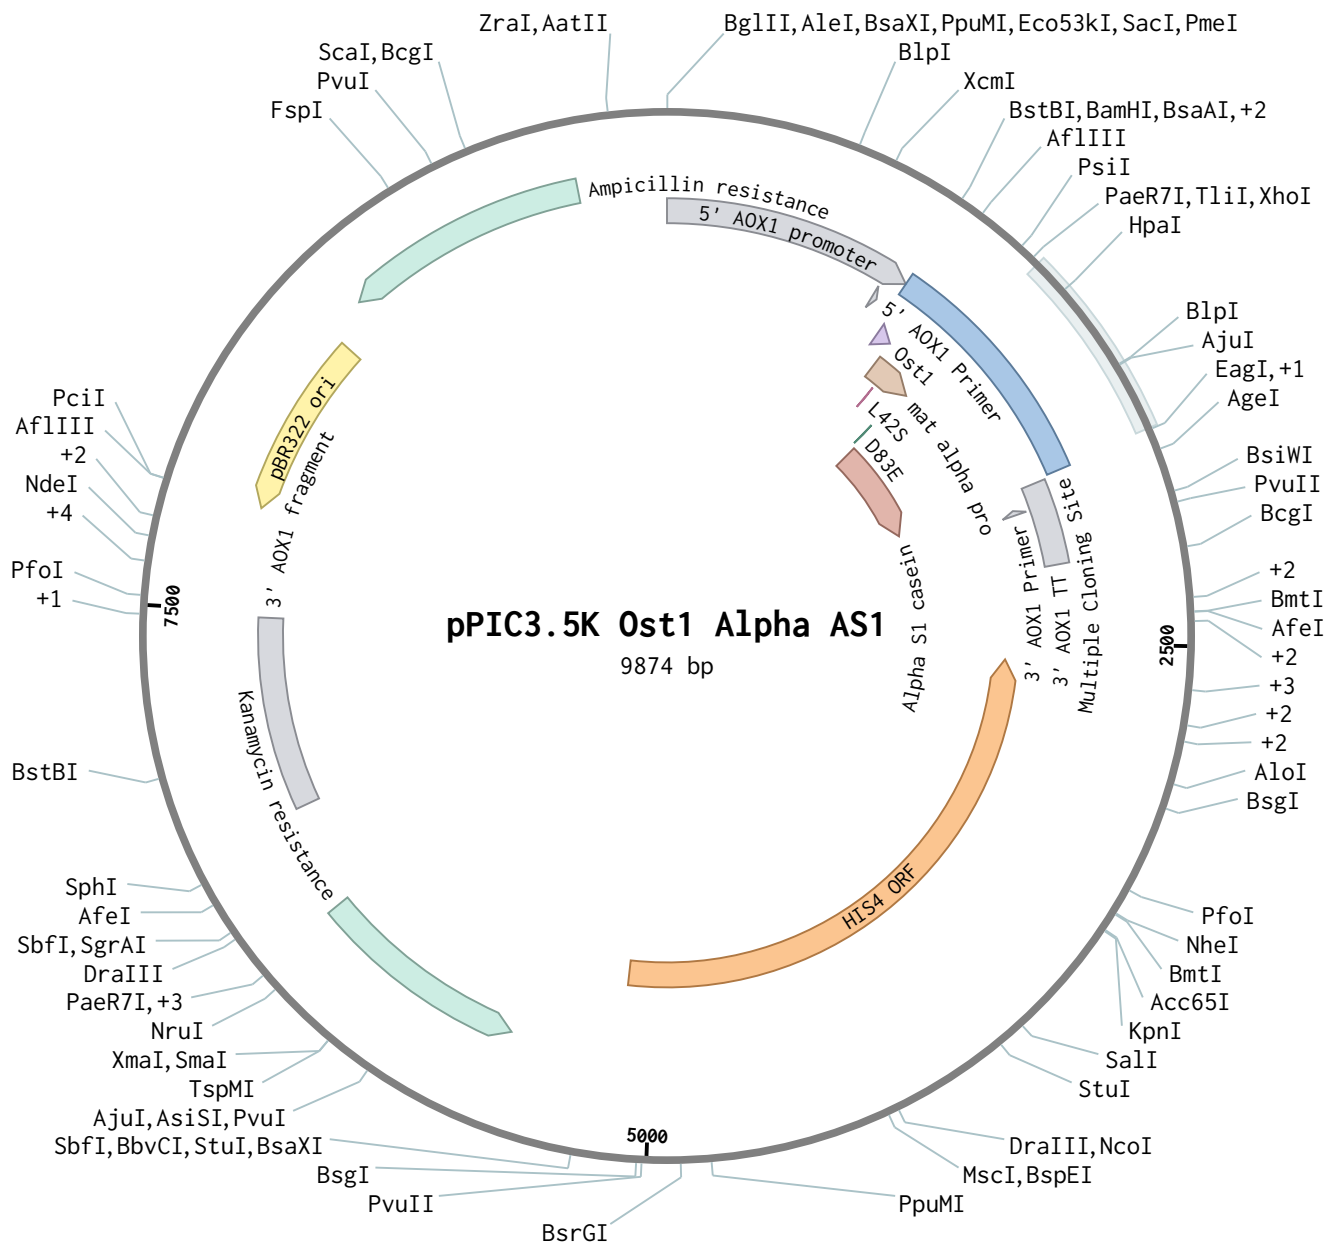 ZraI,AatII
BglII,AleI,BsaXI,PpuMI,Eco53kI,SacI,PmeI
ScaI,BcgI
BlpI
PvuI
XcmI
FspI
BstBI,BamHI,BsaAI,+2
AflIII
PsiI
PaeR7I,TliI,XhoI
HpaI
Ampicillin resistance
5' AOX1 promoter
5' AOX1 Primer
Ost1
mat alpha pro
L42S
D83E
Alpha S1 casein
BlpI
AjuI
EagI,+1
AgeI
BsiWI
PvuII
BcgI
+2
BmtI
AfeI
+2
+3
+2
+2
AloI
BsgI
Multiple Cloning Site
3' AOX1 TT
3' AOX1 Primer
2500
PciI
AflIII
+2
NdeI
+4
PfoI
+1
7500
pBR322 ori
3' AOX1 fragment
pPIC3.5K Ost1 Alpha AS1
9874 bp
Kanamycin resistance
HIS4 ORF
BstBI
SphI
AfeI
SbfI,SgrAI
DraIII
PaeR7I,+3
NruI
XmaI,SmaI
TspMI
AjuI,AsiSI,PvuI
SbfI,BbvCI,StuI,BsaXI
BsgI
PvuII
BsrGI
5000
PfoI
NheI
BmtI
Acc65I
KpnI
SalI
StuI
DraIII,NcoI
MscI,BspEI
PpuMI